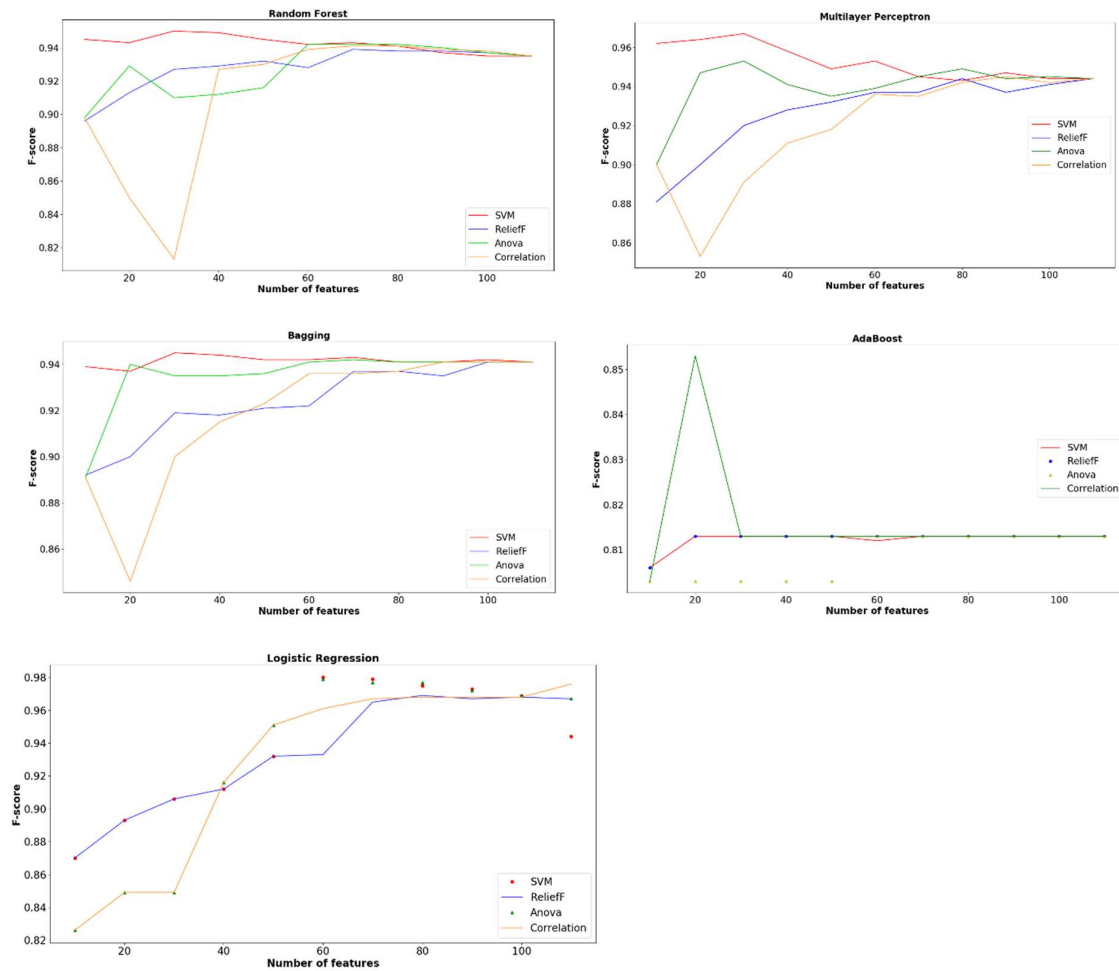 Random Forest
0.94
0.92
0.90
0.88
0.86
0.84
0.82
F-score
20 40 60 80 100
Number of features
SVM
ReliefF
Anova
Correlation
Multilayer Perceptron
0.96
0.94
0.92
0.90
0.88
0.86
F-score
20 40 60 80 100
Number of features
SVM
ReliefF
Anova
Correlation
Bagging
0.94
0.92
0.90
0.88
0.86
F-score
20 40 60 80 100
Number of features
SVM
ReliefF
Anova
Correlation
AdaBoost
0.85
0.84
0.83
0.82
0.81
F-score
20 40 60 80 100
Number of features
SVM
ReliefF
Anova
Correlation
Logistic Regression
0.98
0.96
0.94
0.92
0.90
0.88
0.86
0.84
0.82
F-score
20 40 60 80 100
Number of features
SVM
ReliefF
Anova
Correlation